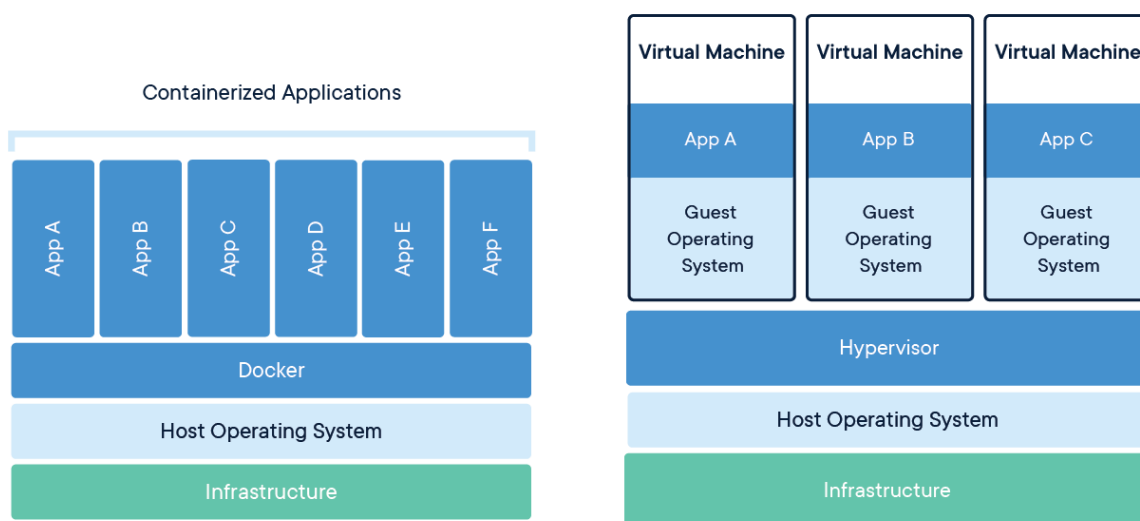 Containerized Applications
App A
App B
App C
App D
App E
App F
Docker
Host Operating System
Infrastructure
Virtual Machine
App A
Guest
Operating
System
Virtual Machine
App B
Guest
Operating
System
Virtual Machine
App C
Guest
Operating
System
Hypervisor
Host Operating System
Infrastructure